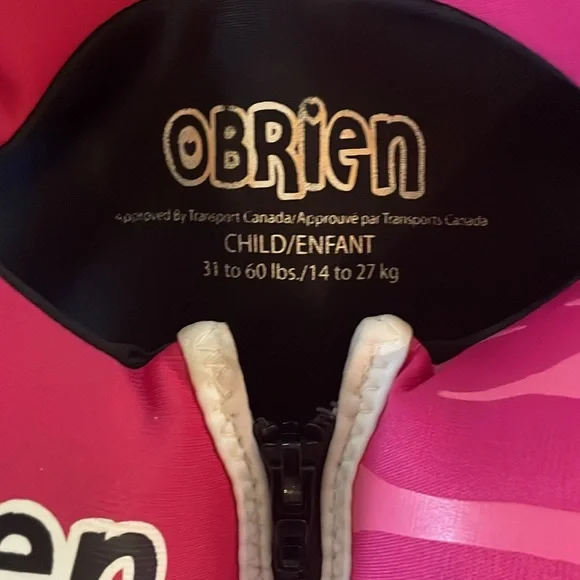 OBRien
Approved By Transport Canada/Approuvé par Transports Canada
CHILD/ENFANT
31 to 60 lbs./14 to 27 kg
en